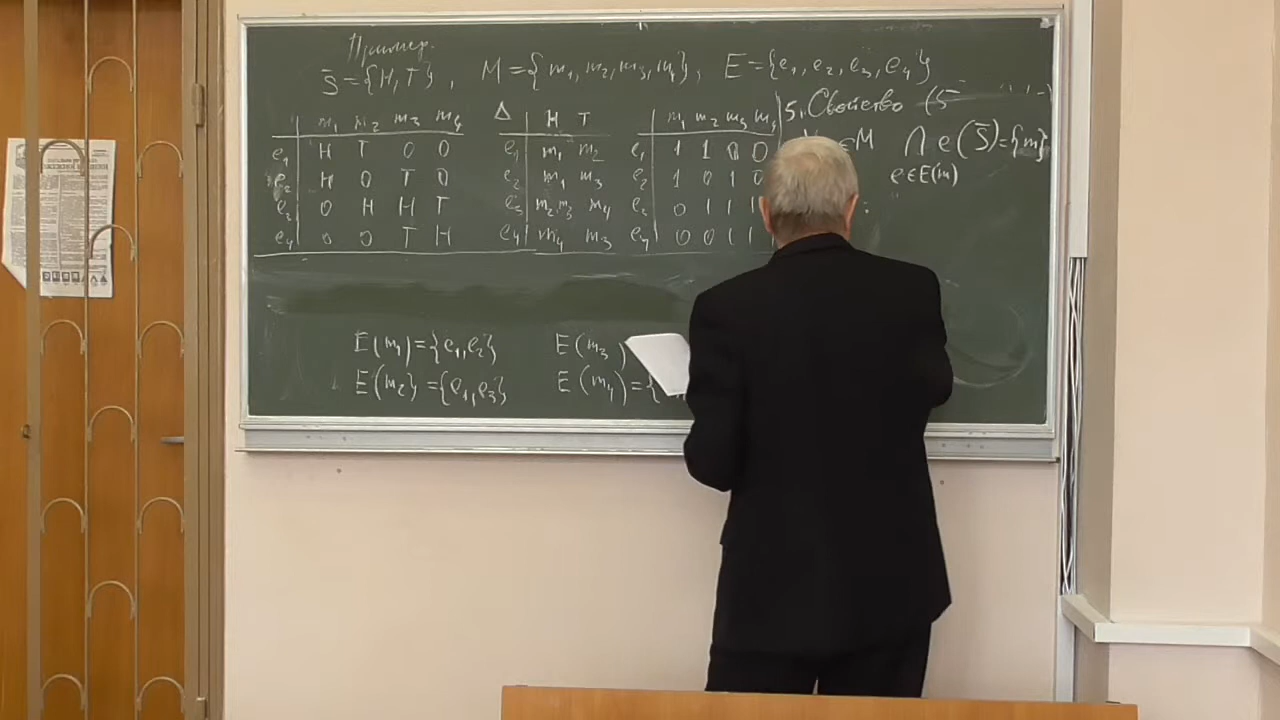 Пример.
S̄ = {H, T}, M = {m₁, m₂, m₃, m₄}, E = {e₁, e₂, e₃, e₄}
m₁ m₂ m₃ m₄
e₁ H T 0 0
e₂ H 0 T 0
e₃ 0 H H T
e₄ 0 0 T H
Δ H T
e₁ m₁ m₂
e₂ m₁ m₃
e₃ m₂,m₃ m₄
e₄ m₄ m₃
m₁ m₂ m₃ m₄
e₁ 1 1 0 0
e₂ 1 0 1 0
e₃ 0 1 1 1
e₄ 0 0 1 1
5. Свойство (S̄
∈M ∩ e(S̄) = {m}
e∈E(m)
E(m₁) = {e₁, e₂}
E(m₂} = {e₁, e₃}
E(m₃)
E(m₄) = {